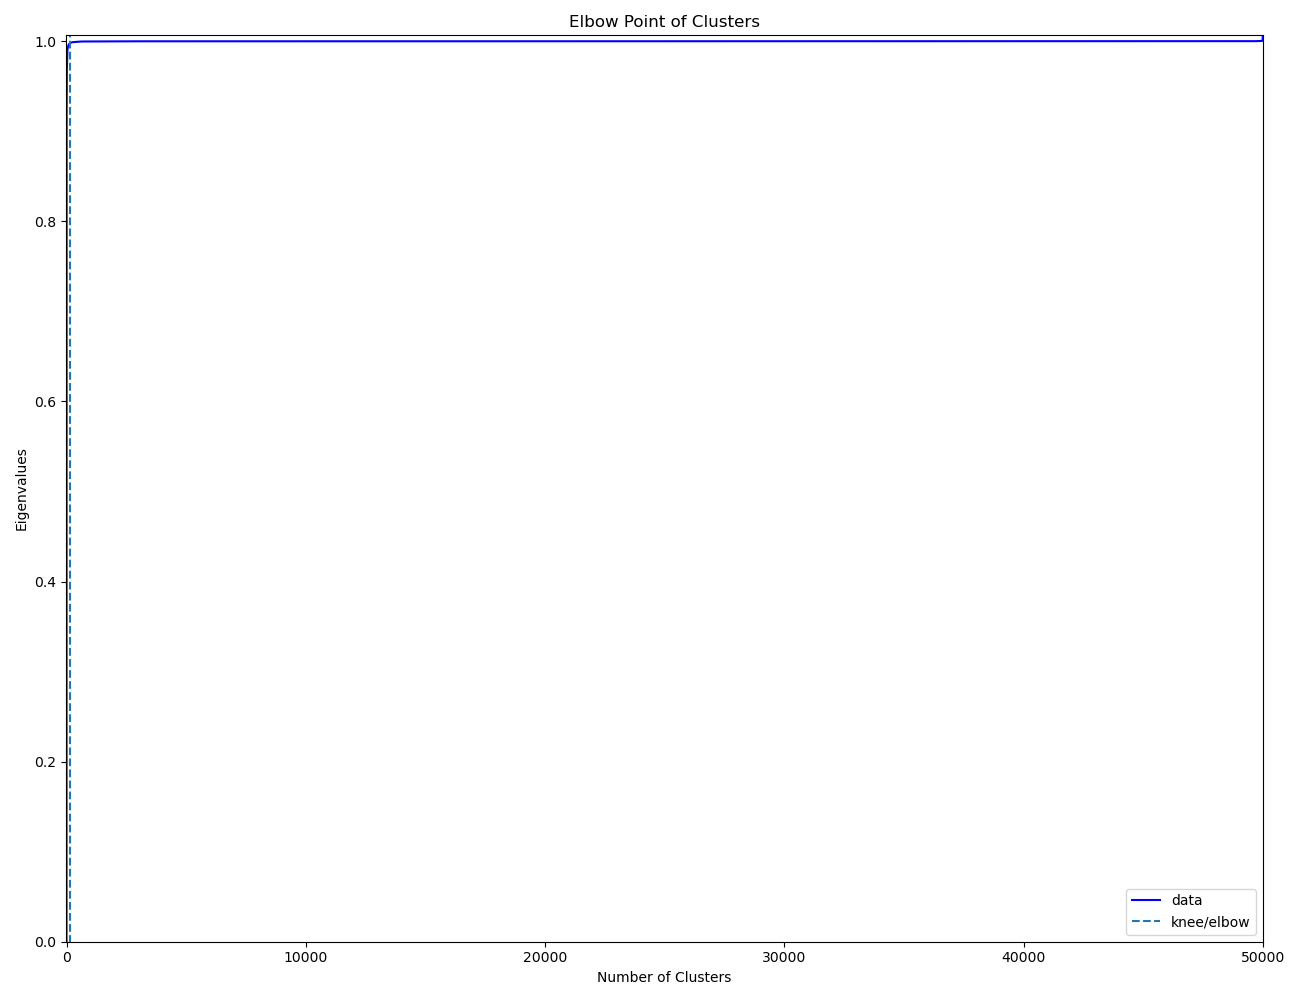 Elbow Point of Clusters
1.0
0.8
0.6
0.4
0.2
0.0
Eigenvalues
0 10000 20000 30000 40000 50000
Number of Clusters
data
knee/elbow